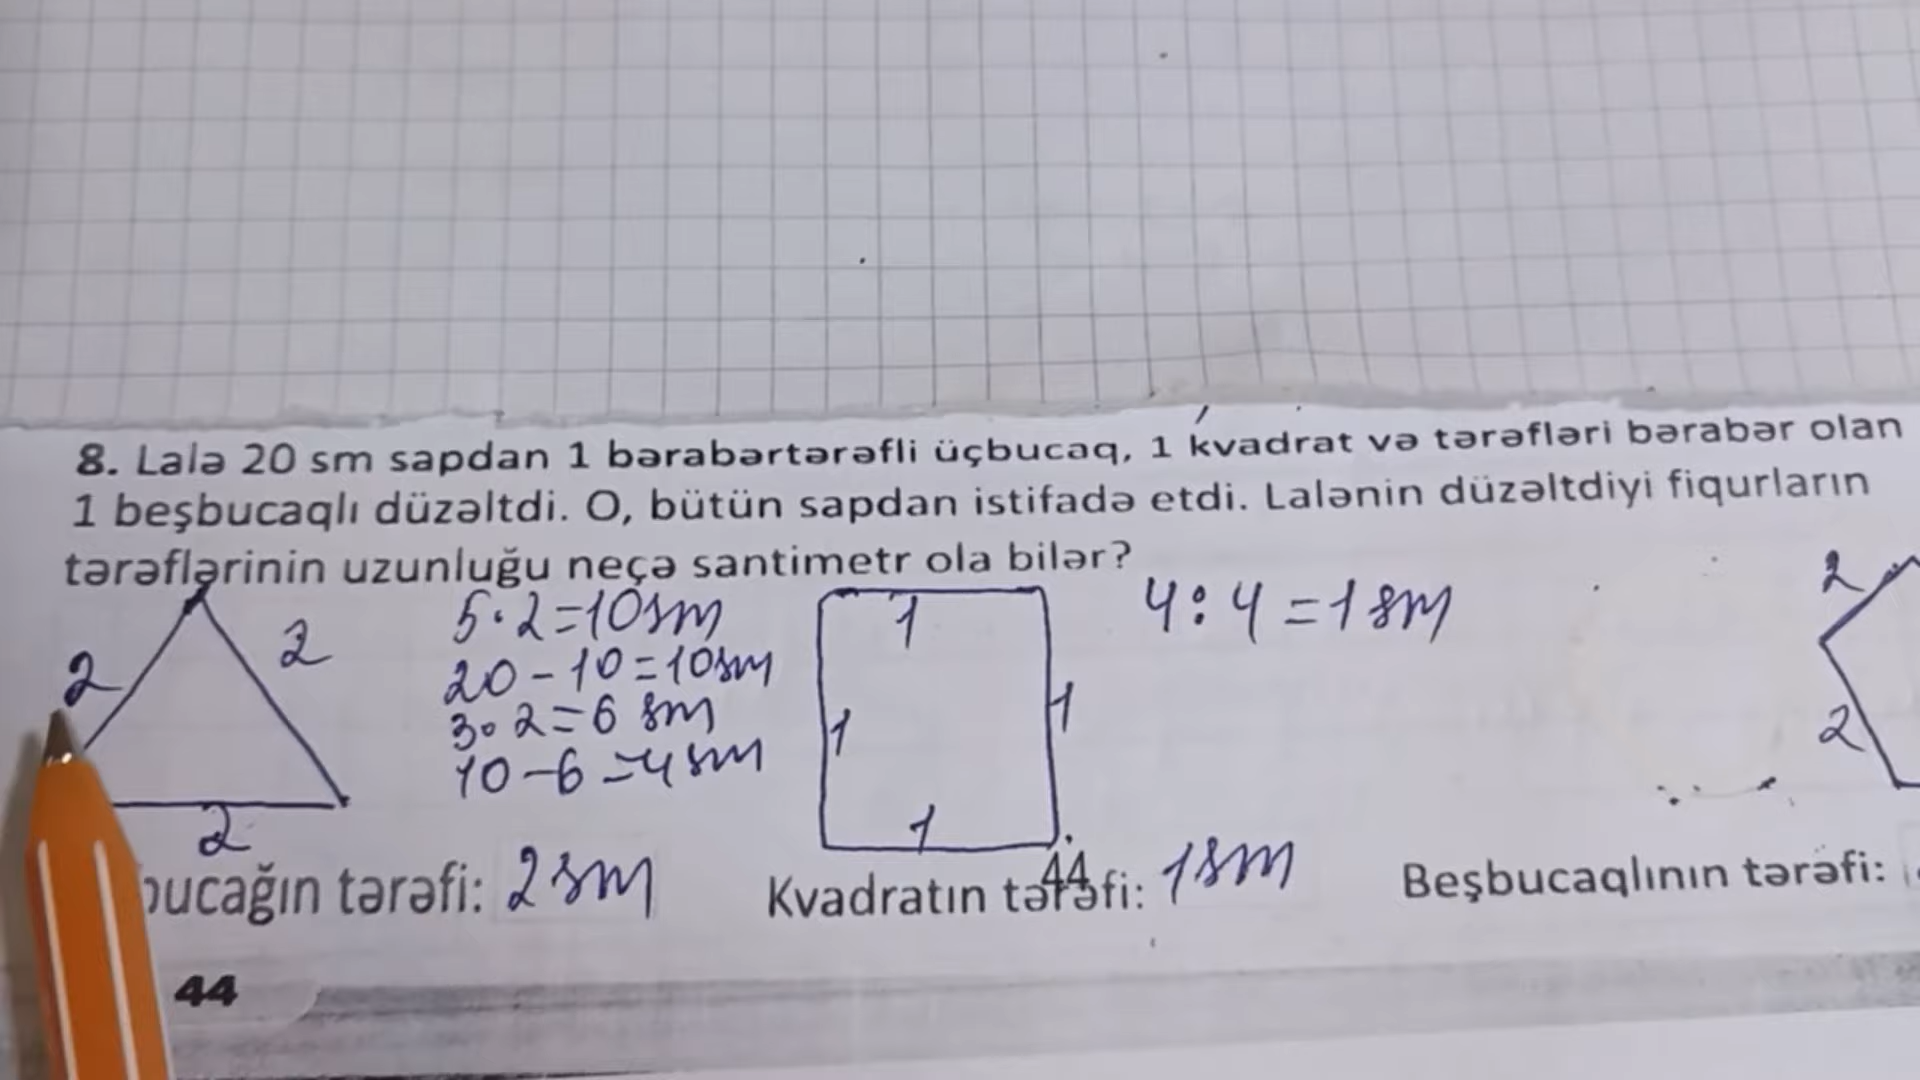 8. Lalə 20 sm sapdan 1 bərabərtərəfli üçbucaq, 1 kvadrat və tərəfləri bərabər olan
1 beşbucaqlı düzəltdi. O, bütün sapdan istifadə etdi. Lalənin düzəltdiyi fiqurların
tərəflərinin uzunluğu neçə santimetr ola bilər?
2
2
2
5·2=10sm
20-10=10sm
3·2=6 sm
10-6=4sm
1
1
1
1
4:4=1sm
2
2
bucağın tərəfi: 2sm
Kvadratın tərəfi: 1sm
44
Beşbucaqlının tərəfi:
44